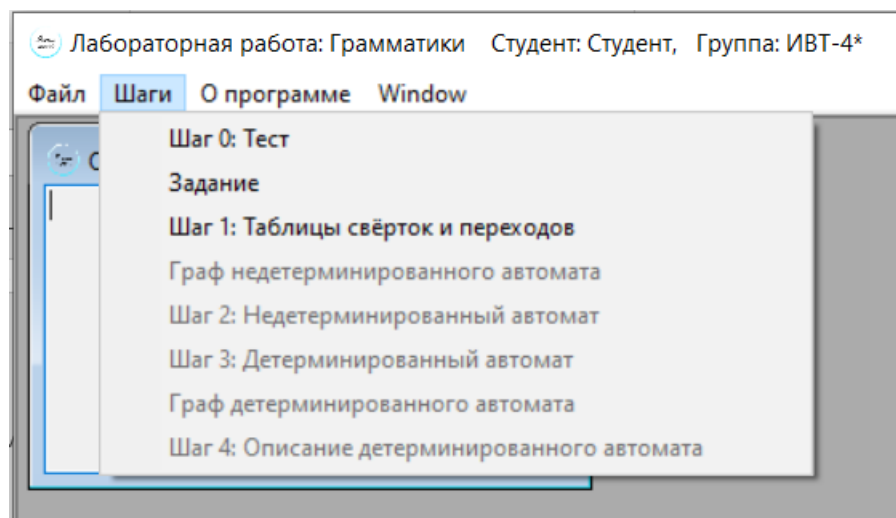 Лабораторная работа: Грамматики Студент: Студент, Группа: ИВТ-4*
Файл Шаги О программе Window
Шаг 0: Тест
Задание
Шаг 1: Таблицы свёрток и переходов
Граф недетерминированного автомата
Шаг 2: Недетерминированный автомат
Шаг 3: Детерминированный автомат
Граф детерминированного автомата
Шаг 4: Описание детерминированного автомата